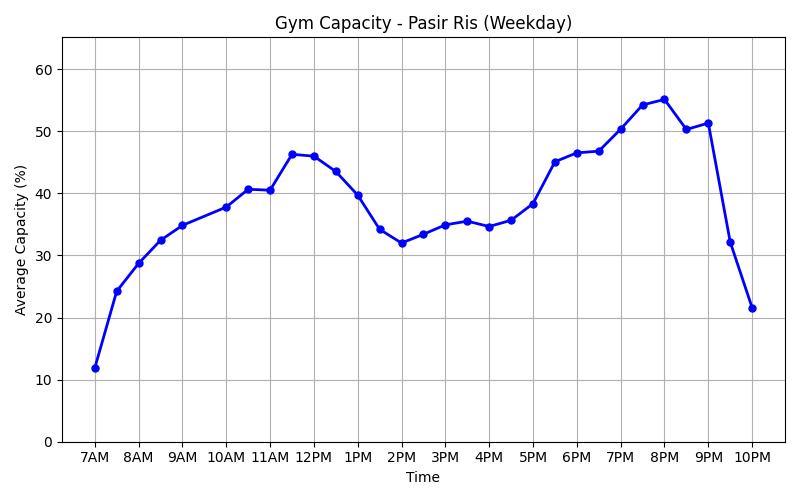 Gym Capacity - Pasir Ris (Weekday)
Average Capacity (%)
60
50
40
30
20
10
0
7AM 8AM 9AM 10AM 11AM 12PM 1PM 2PM 3PM 4PM 5PM 6PM 7PM 8PM 9PM 10PM
Time